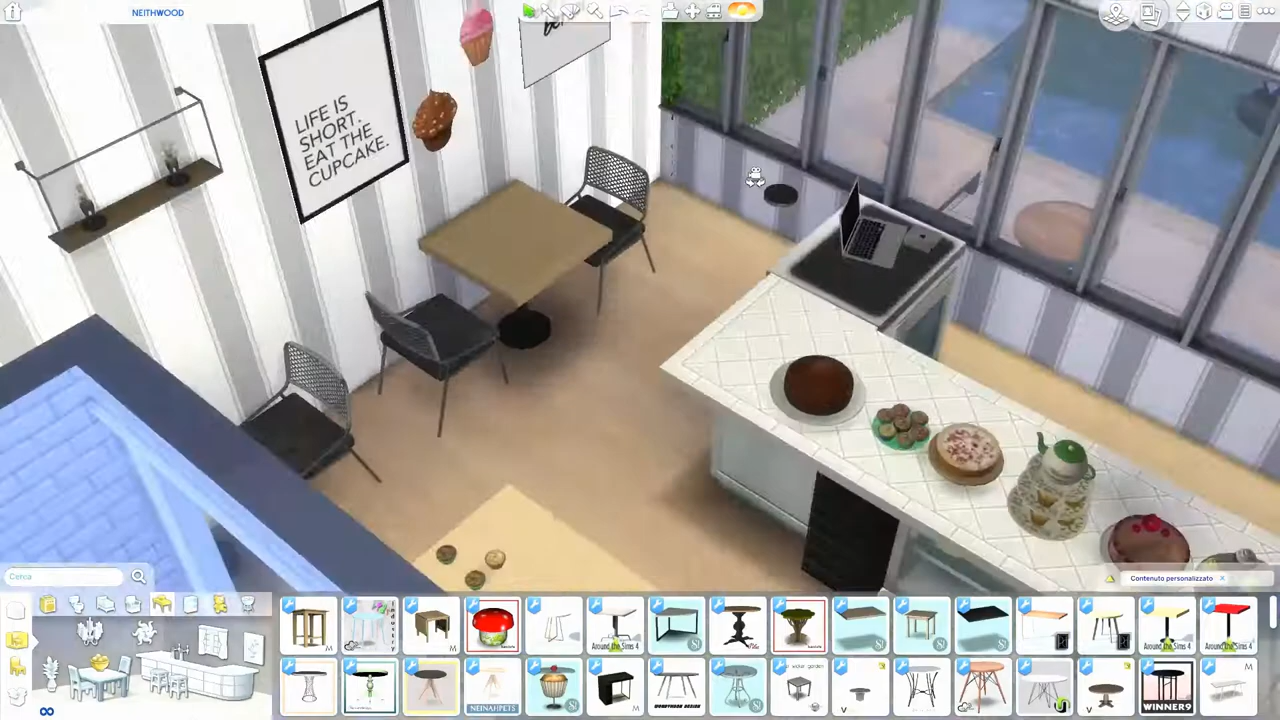 NEITHWOOD
LIFE IS
SHORT.
EAT THE
CUPCAKE.
Cerca
Contenuto personalizzato
Around the Sims 4
Around the Sims 4
Around the Sims 4
NEINAHPETS
WINNER9